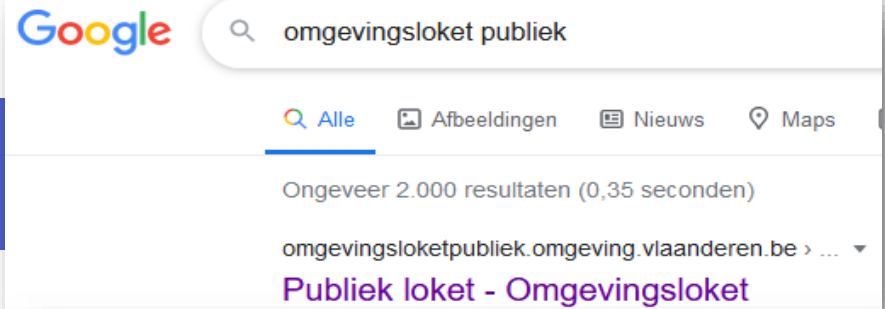 Google omgevingsloket publiek
Alle Afbeeldingen Nieuws Maps
Ongeveer 2.000 resultaten (0,35 seconden)
omgevingsloketpubliek.omgeving.vlaanderen.be › ...
Publiek loket - Omgevingsloket